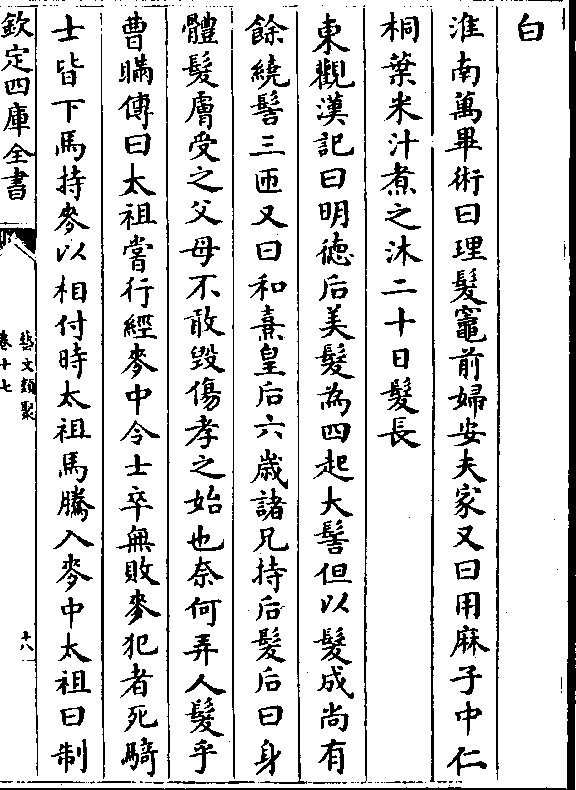 白
淮南萬畢術曰理髮竈前婦安夫家又曰用麻子中仁
桐葉米汁煮之沐二十日髮長
東觀漢記曰明徳后美髮為四起大髻但以髮成尚有
餘繞髻三匝又曰和熹皇后六歲諸兄持后髮后曰身
體髮膚受之父母不敢毀傷孝之始也奈何弄人髮乎
曹瞞傳曰太祖嘗行經麥中令士卒無敗麥犯者死騎
士皆下馬持麥以相付時太祖馬騰入麥中太祖曰制
欽定四庫全書
藝文類聚
卷十七
十八